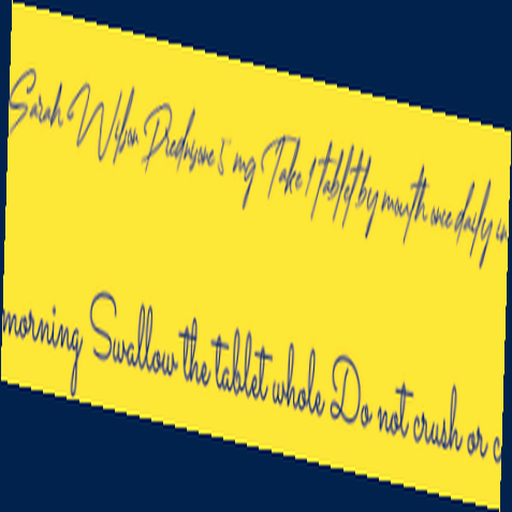 Sarah Wilson Prednisone 5 mg Take 1 tablet by mouth once daily in
morning Swallow the tablet whole Do not crush or c